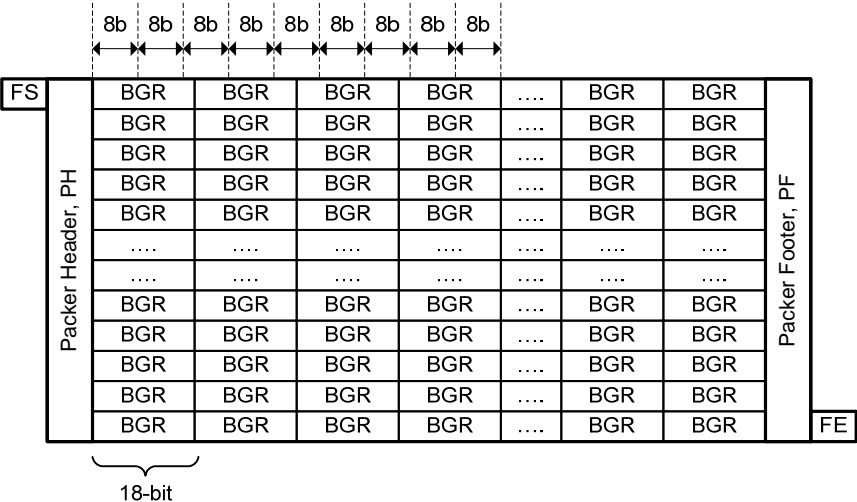 8b 8b 8b 8b 8b 8b 8b 8b 8b
FS BGR BGR BGR BGR .... BGR BGR
BGR BGR BGR BGR .... BGR BGR
BGR BGR BGR BGR .... BGR BGR
BGR BGR BGR BGR .... BGR BGR
BGR BGR BGR BGR .... BGR BGR
.... .... .... .... .... .... ....
.... .... .... .... .... .... ....
BGR BGR BGR BGR .... BGR BGR
BGR BGR BGR BGR .... BGR BGR
BGR BGR BGR BGR .... BGR BGR
BGR BGR BGR BGR .... BGR BGR
BGR BGR BGR BGR .... BGR BGR FE
Packer Header, PH
Packer Footer, PF
18-bit